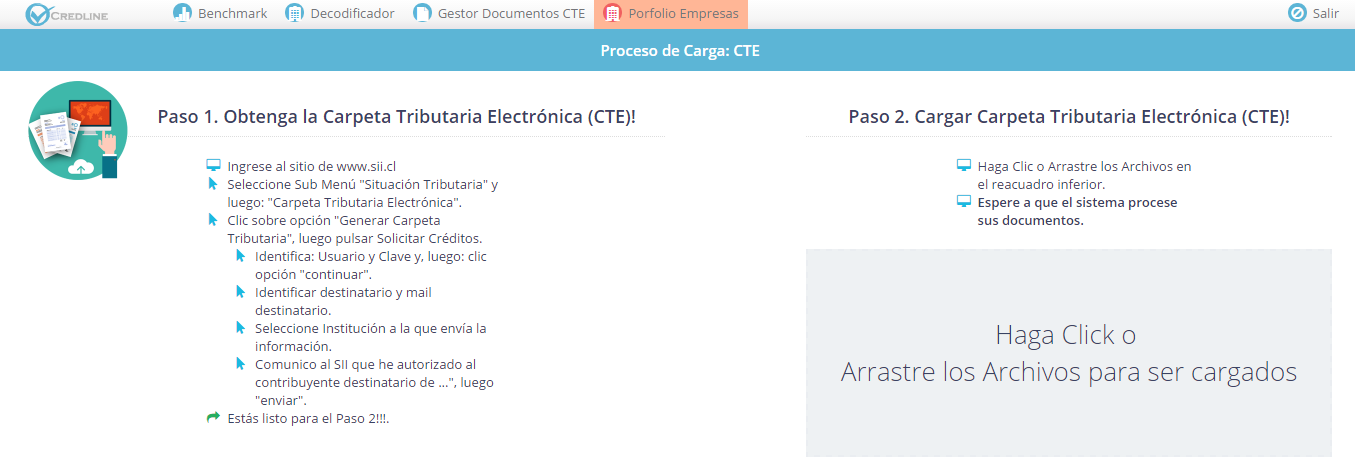 CREDLINE
Benchmark
Decodificador
Gestor Documentos CTE
Porfolio Empresas
Salir
Proceso de Carga: CTE
Paso 1. Obtenga la Carpeta Tributaria Electrónica (CTE)!
Ingrese al sitio de www.sii.cl
Seleccione Sub Menú "Situación Tributaria" y
luego: "Carpeta Tributaria Electrónica".
Clic sobre opción "Generar Carpeta
Tributaria", luego pulsar Solicitar Créditos.
Identifica: Usuario y Clave y, luego: clic
opción "continuar".
Identificar destinatario y mail
destinatario.
Seleccione Institución a la que envía la
información.
Comunico al SII que he autorizado al
contribuyente destinatario de ...", luego
"enviar".
Estás listo para el Paso 2!!!.
Paso 2. Cargar Carpeta Tributaria Electrónica (CTE)!
Haga Clic o Arrastre los Archivos en
el reacuadro inferior.
Espere a que el sistema procese
sus documentos.
Haga Click o
Arrastre los Archivos para ser cargados